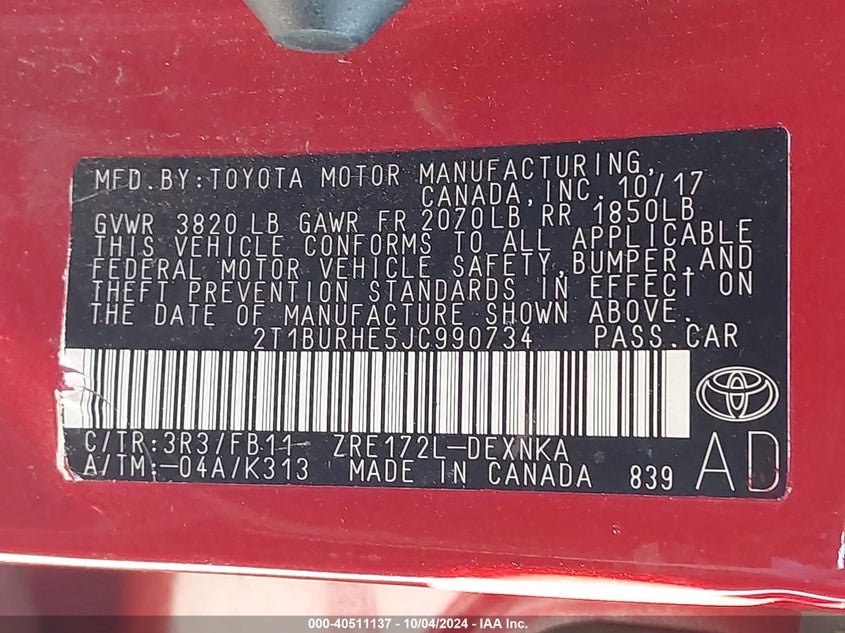 MFD.BY:TOYOTA MOTOR MANUFACTURING,
CANADA,INC. 10/17
GVWR 3820 LB GAWR FR 2070LB RR 1850LB
THIS VEHICLE CONFORMS TO ALL APPLICABLE
FEDERAL MOTOR VEHICLE SAFETY,BUMPER,AND
THEFT PREVENTION STANDARDS IN EFFECT ON
THE DATE OF MANUFACTURE SHOWN ABOVE.
2T1BURHE5JC990734 PASS.CAR
C/TR:3R3/FB11 ZRE172L-DEXNKA
A/TM:-04A/K313 MADE IN CANADA 839
AD
000-40511137 - 10/04/2024 - IAA Inc.